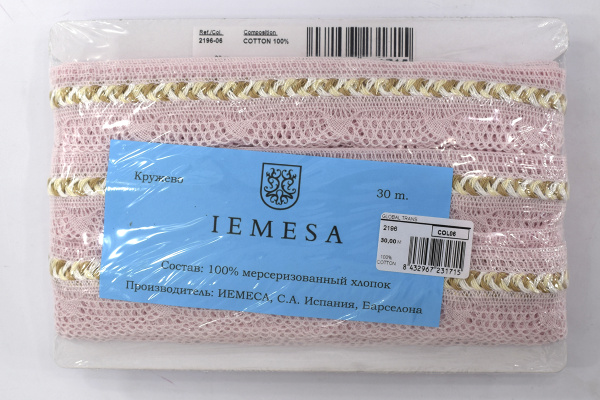 Ref./Col. Composition
2196-06 COTTON 100%
Кружево
30 m.
IEMESA
GLOBAL TRANS
2196 COL06
30,00 M
100%
COTTON
8 432967 231715
Состав: 100% мерсеризованный хлопок
Производитель: ИЕМЕСА, С.А. Испания, Барселона